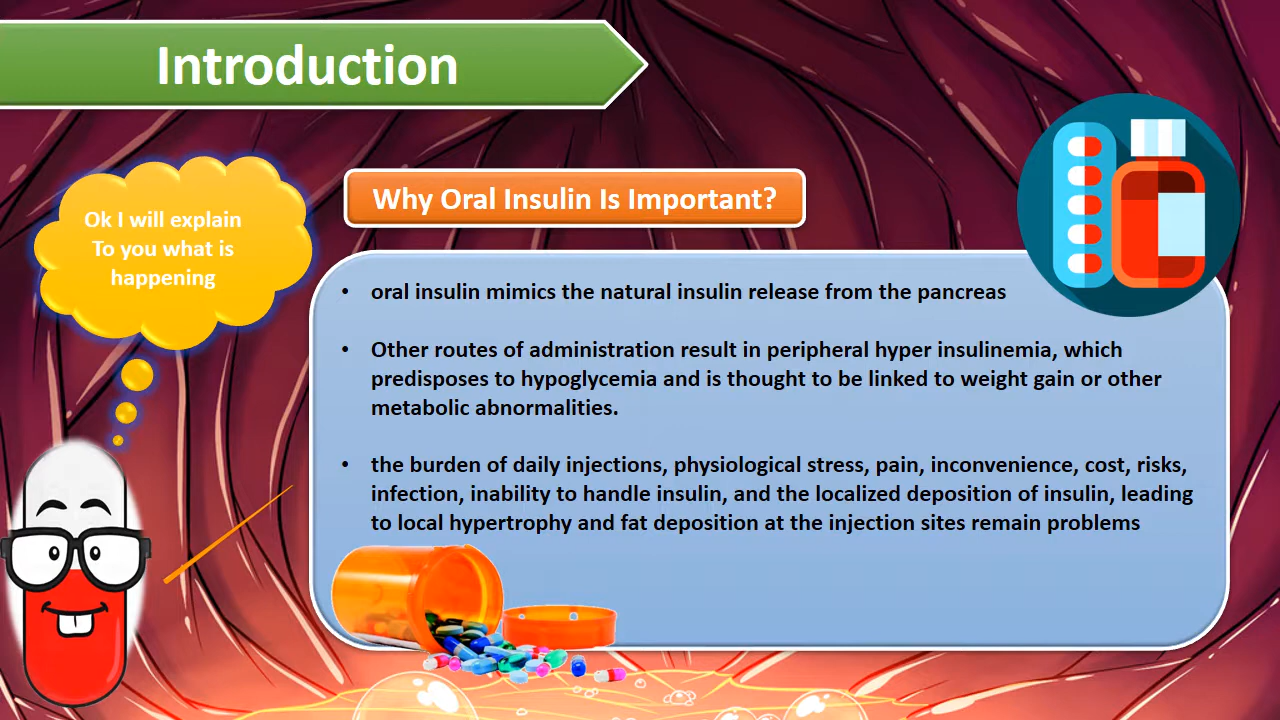 Introduction
Ok I will explain
To you what is
happening
Why Oral Insulin Is Important?
• oral insulin mimics the natural insulin release from the pancreas
• Other routes of administration result in peripheral hyper insulinemia, which
predisposes to hypoglycemia and is thought to be linked to weight gain or other
metabolic abnormalities.
• the burden of daily injections, physiological stress, pain, inconvenience, cost, risks,
infection, inability to handle insulin, and the localized deposition of insulin, leading
to local hypertrophy and fat deposition at the injection sites remain problems